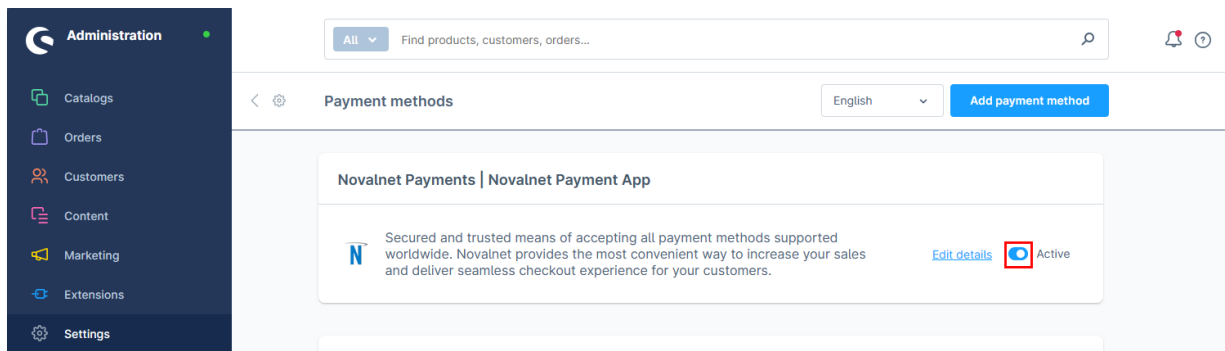 Administration
All
Find products, customers, orders...
Catalogs
Orders
Customers
Content
Marketing
Extensions
Settings
Payment methods
English
Add payment method
Novalnet Payments | Novalnet Payment App
N
Secured and trusted means of accepting all payment methods supported
worldwide. Novalnet provides the most convenient way to increase your sales
and deliver seamless checkout experience for your customers.
Edit details
Active